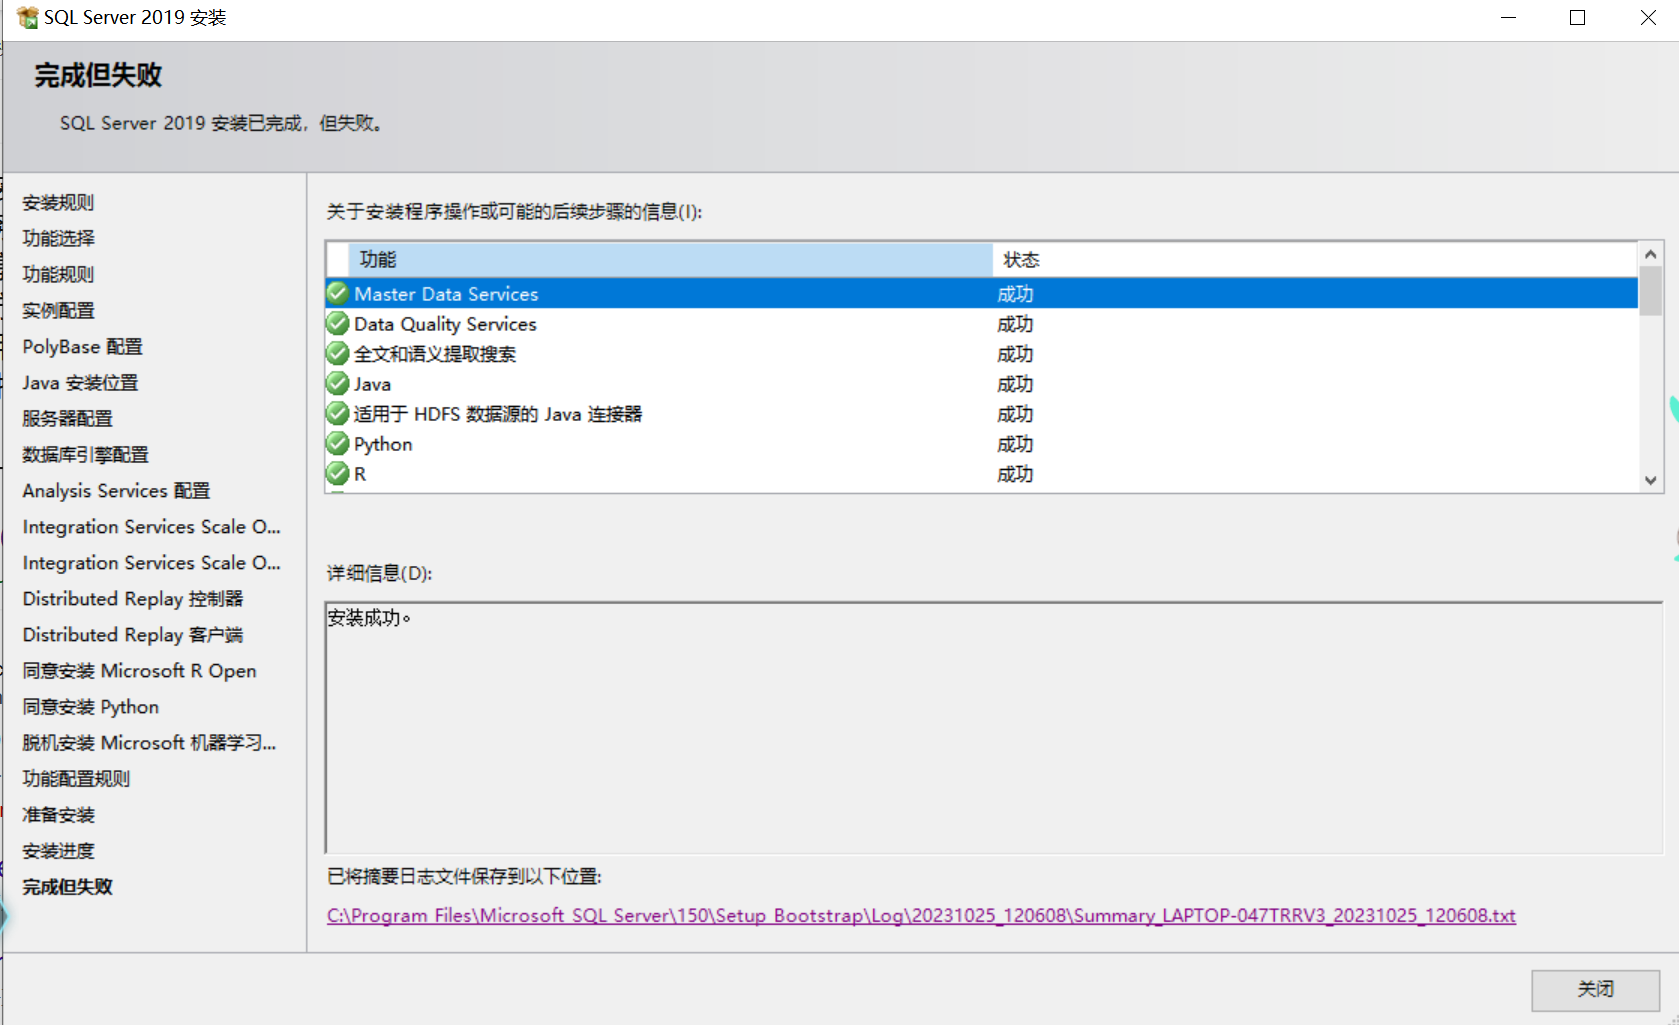 SQL Server 2019 安装
完成但失败
SQL Server 2019 安装已完成，但失败。
安装规则
功能选择
功能规则
实例配置
PolyBase 配置
Java 安装位置
服务器配置
数据库引擎配置
Analysis Services 配置
Integration Services Scale O...
Integration Services Scale O...
Distributed Replay 控制器
Distributed Replay 客户端
同意安装 Microsoft R Open
同意安装 Python
脱机安装 Microsoft 机器学习...
功能配置规则
准备安装
安装进度
完成但失败
关于安装程序操作或可能的后续步骤的信息(I):
功能 状态
Master Data Services 成功
Data Quality Services 成功
全文和语义提取搜索 成功
Java 成功
适用于 HDFS 数据源的 Java 连接器 成功
Python 成功
R 成功
详细信息(D):
安装成功。
已将摘要日志文件保存到以下位置:
C:\Program Files\Microsoft SQL Server\150\Setup Bootstrap\Log\20231025_120608\Summary_LAPTOP-047TRRV3_20231025_120608.txt
关闭